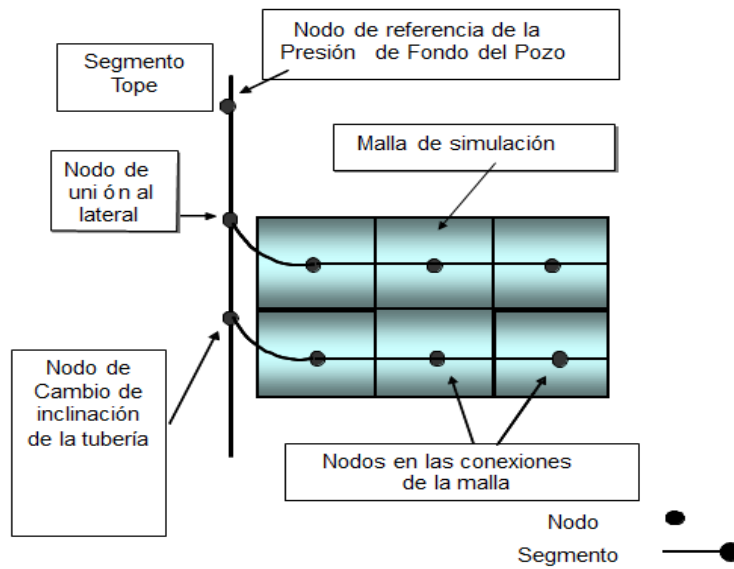 Nodo de referencia de la
Presión de Fondo del Pozo
Segmento
Tope
Malla de simulación
Nodo de
uni ón al
lateral
Nodo de
Cambio de
inclinación
de la tubería
Nodos en las conexiones
de la malla
Nodo
Segmento